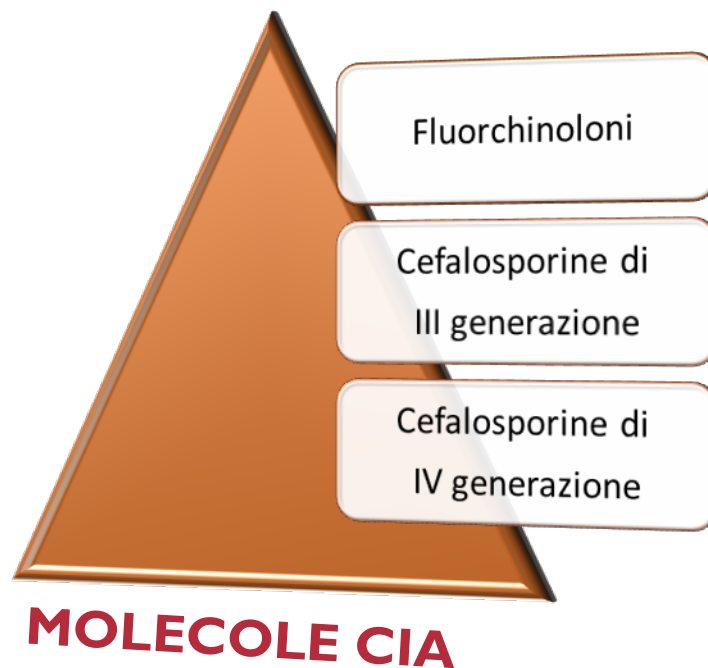 Fluorchinoloni
Cefalosporine di
III generazione
Cefalosporine di
IV generazione
MOLECOLE CIA